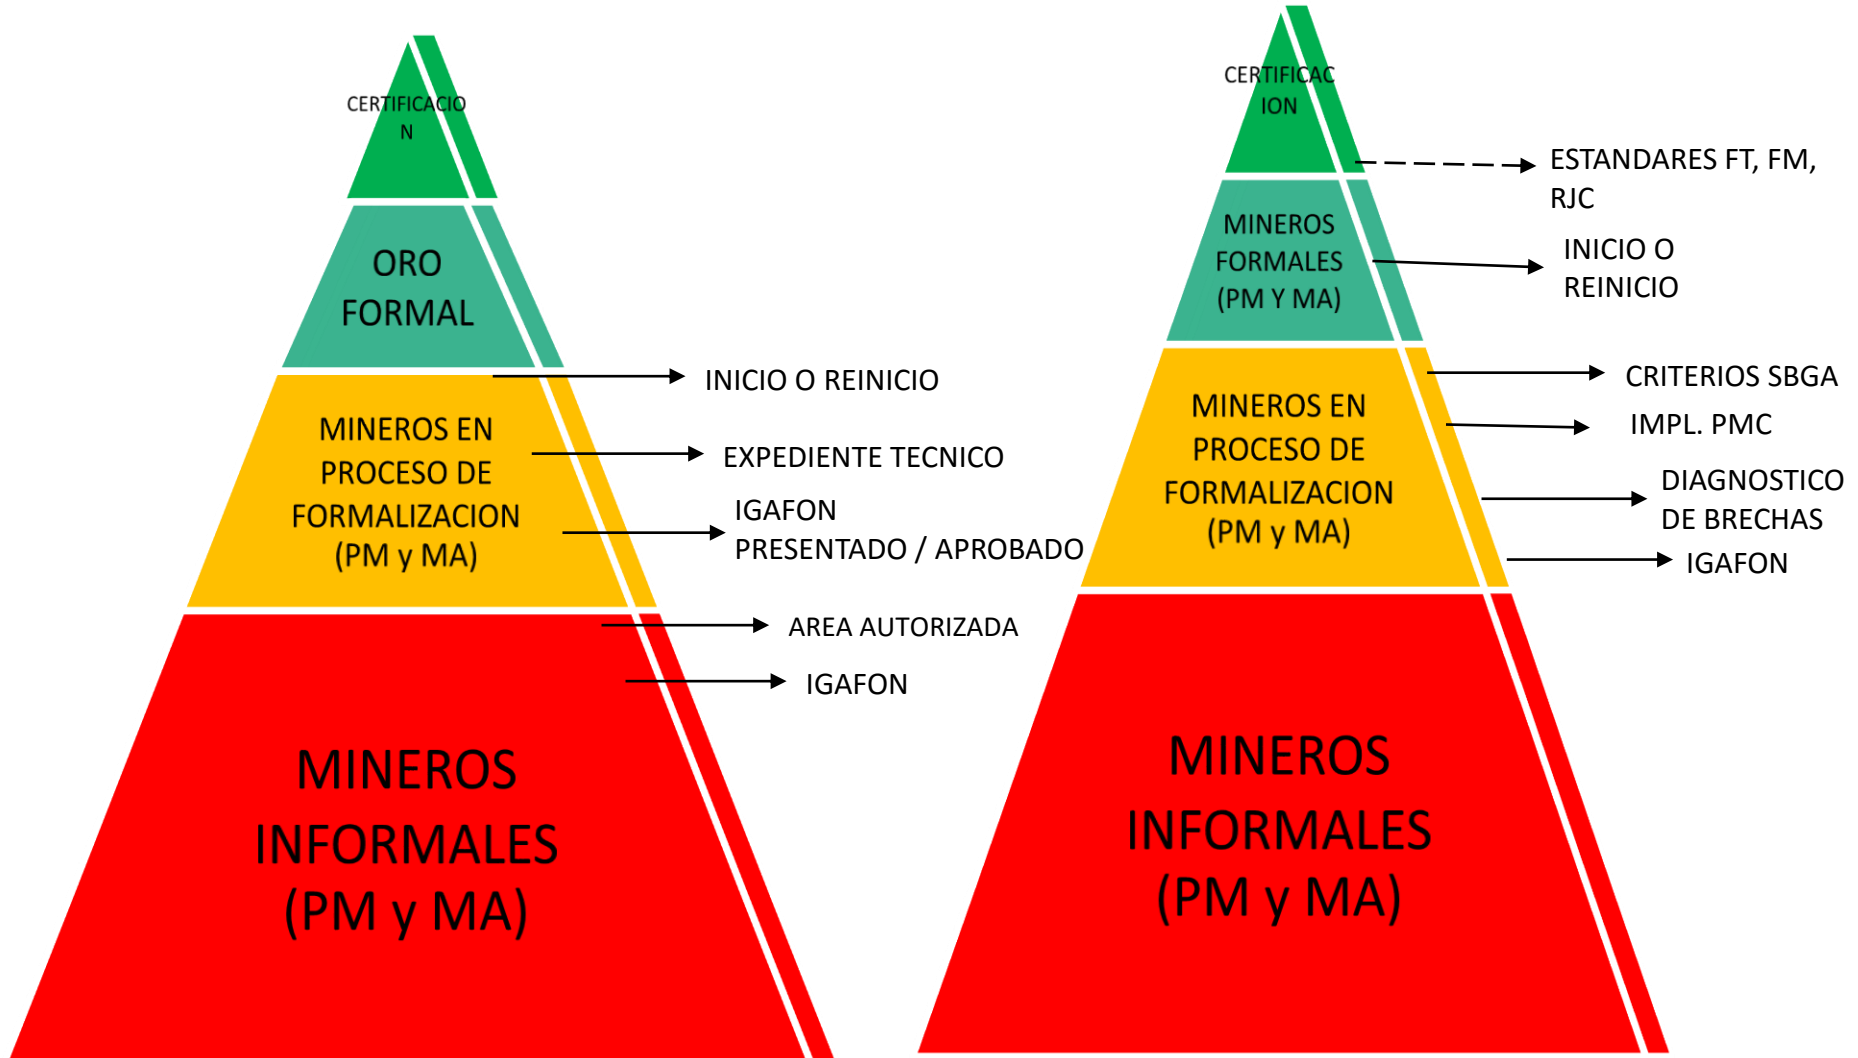 CERTIFICACIO
N
ORO
FORMAL
MINEROS EN
PROCESO DE
FORMALIZACION
(PM y MA)
MINEROS
INFORMALES
(PM y MA)
INICIO O REINICIO
EXPEDIENTE TECNICO
IGAFON
PRESENTADO / APROBADO
AREA AUTORIZADA
IGAFON
CERTIFICAC
ION
MINEROS
FORMALES
(PM Y MA)
MINEROS EN
PROCESO DE
FORMALIZACION
(PM y MA)
MINEROS
INFORMALES
(PM y MA)
ESTANDARES FT, FM,
RJC
INICIO O
REINICIO
CRITERIOS SBGA
IMPL. PMC
DIAGNOSTICO
DE BRECHAS
IGAFON